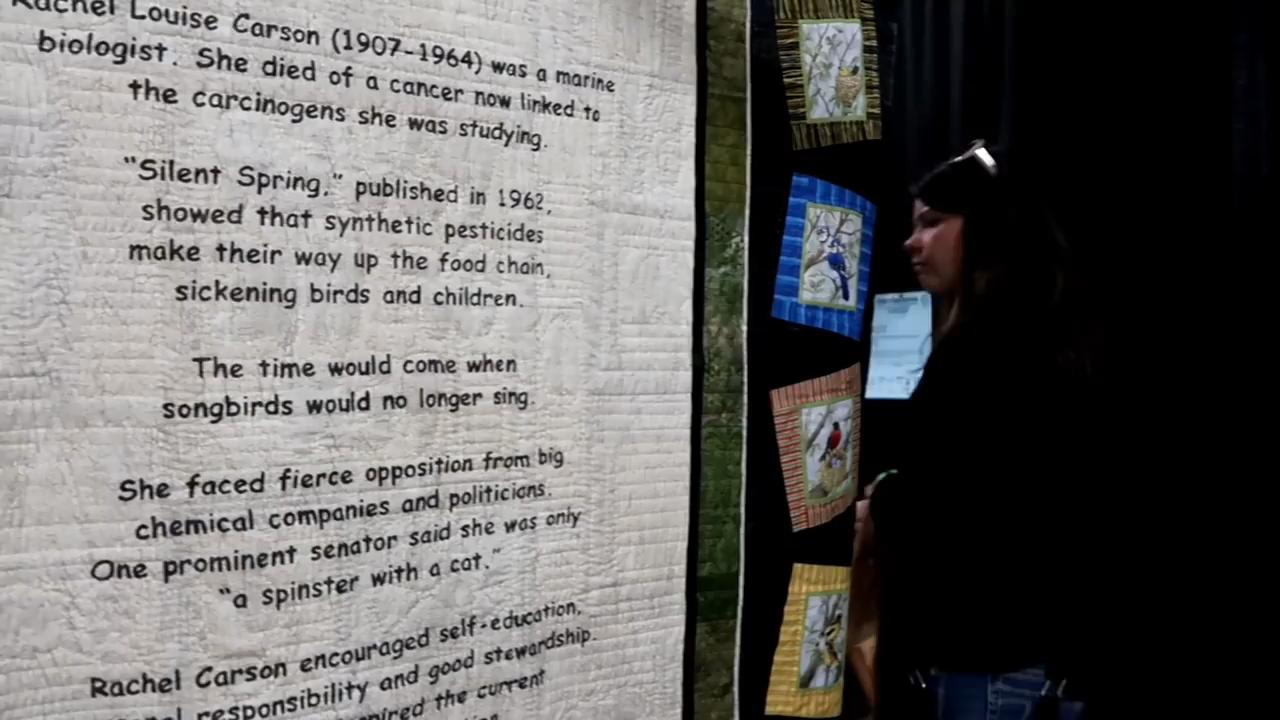 Rachel Louise Carson (1907-1964) was a marine
biologist. She died of a cancer now linked to
the carcinogens she was studying.
"Silent Spring," published in 1962,
showed that synthetic pesticides
make their way up the food chain,
sickening birds and children.
The time would come when
songbirds would no longer sing.
She faced fierce opposition from big
chemical companies and politicians.
One prominent senator said she was only
"a spinster with a cat."
Rachel Carson encouraged self-education,
responsibility and good stewardship.
the current